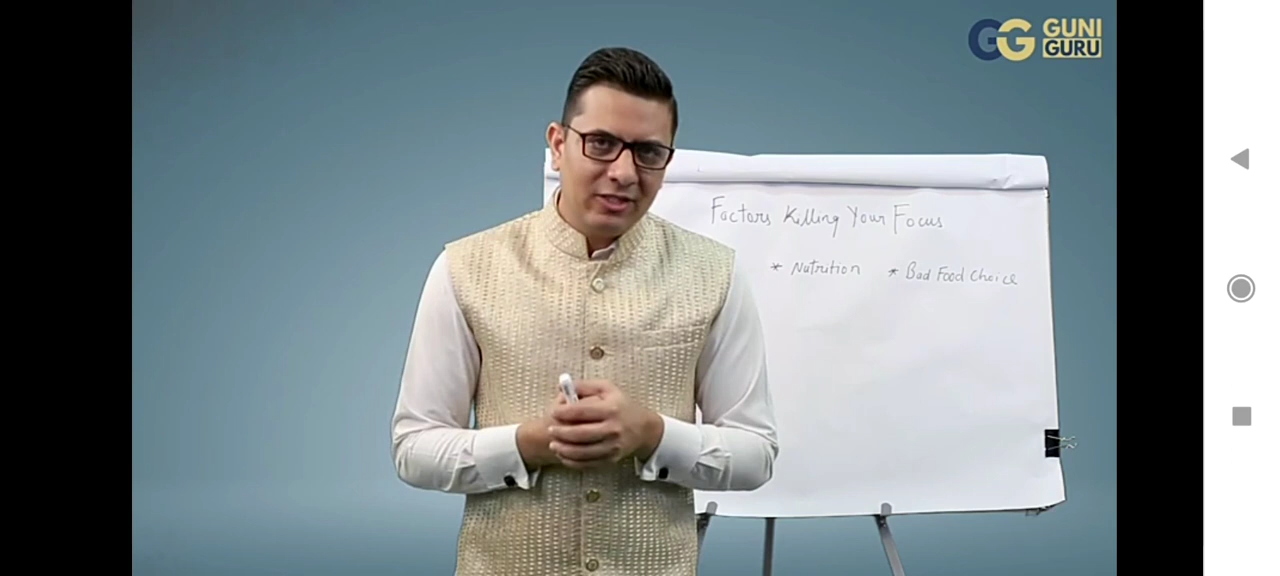 GG GUNI
GURU
Factors Killing Your Focus
* Nutrition * Bad Food Choice